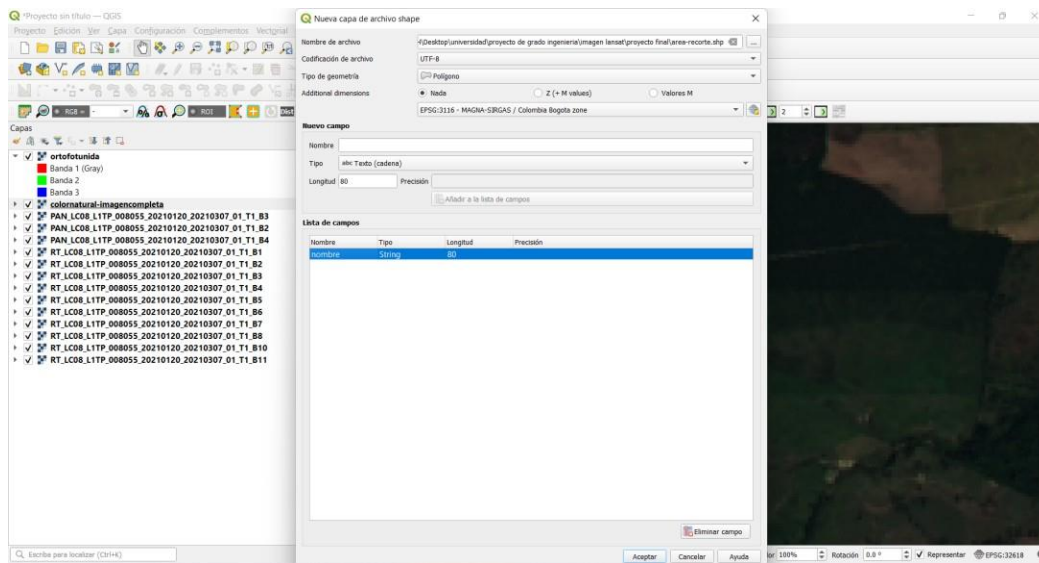 *Proyecto sin título — QGIS
Proyecto Edición Ver Capa Configuración Complementos Vectorial
RGB =
ROI
Dist
2
Capas
ortofotunida
Banda 1 (Gray)
Banda 2
Banda 3
colornatural-imagencompleta
PAN_LC08_L1TP_008055_20210120_20210307_01_T1_B3
PAN_LC08_L1TP_008055_20210120_20210307_01_T1_B2
PAN_LC08_L1TP_008055_20210120_20210307_01_T1_B4
RT_LC08_L1TP_008055_20210120_20210307_01_T1_B1
RT_LC08_L1TP_008055_20210120_20210307_01_T1_B2
RT_LC08_L1TP_008055_20210120_20210307_01_T1_B3
RT_LC08_L1TP_008055_20210120_20210307_01_T1_B4
RT_LC08_L1TP_008055_20210120_20210307_01_T1_B5
RT_LC08_L1TP_008055_20210120_20210307_01_T1_B6
RT_LC08_L1TP_008055_20210120_20210307_01_T1_B7
RT_LC08_L1TP_008055_20210120_20210307_01_T1_B8
RT_LC08_L1TP_008055_20210120_20210307_01_T1_B10
RT_LC08_L1TP_008055_20210120_20210307_01_T1_B11
Nueva capa de archivo shape
Nombre de archivo \Desktop\universidad\proyecto de grado ingenieria\imagen lensat\proyecto final\area-recorte.shp ...
Codificación de archivo UTF-8
Tipo de geometría Polígono
Additional dimensions Nada Z (+ M values) Valores M
EPSG:3116 - MAGNA-SIRGAS / Colombia Bogota zone
Nuevo campo
Nombre
Tipo abc Texto (cadena)
Longitud 80 Precisión
Añadir a la lista de campos
Lista de campos
Nombre Tipo Longitud Precisión
nombre String 80
Eliminar campo
Aceptar Cancelar Ayuda
Escriba para localizar (Ctrl+K)
100% Rotación 0.0 ° Representar EPSG:32618